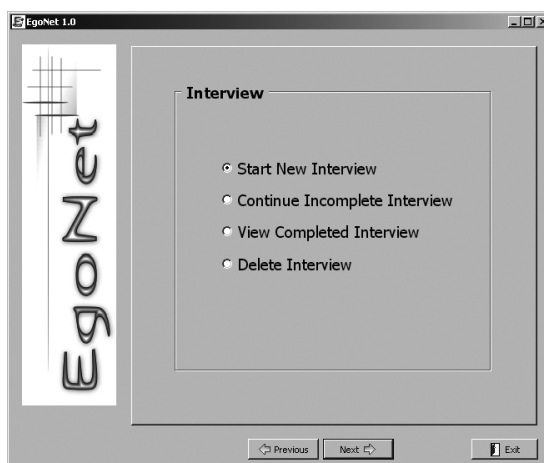 EgoNet 1.0
EgoNet
Interview
Start New Interview
Continue Incomplete Interview
View Completed Interview
Delete Interview
Previous
Next
Exit